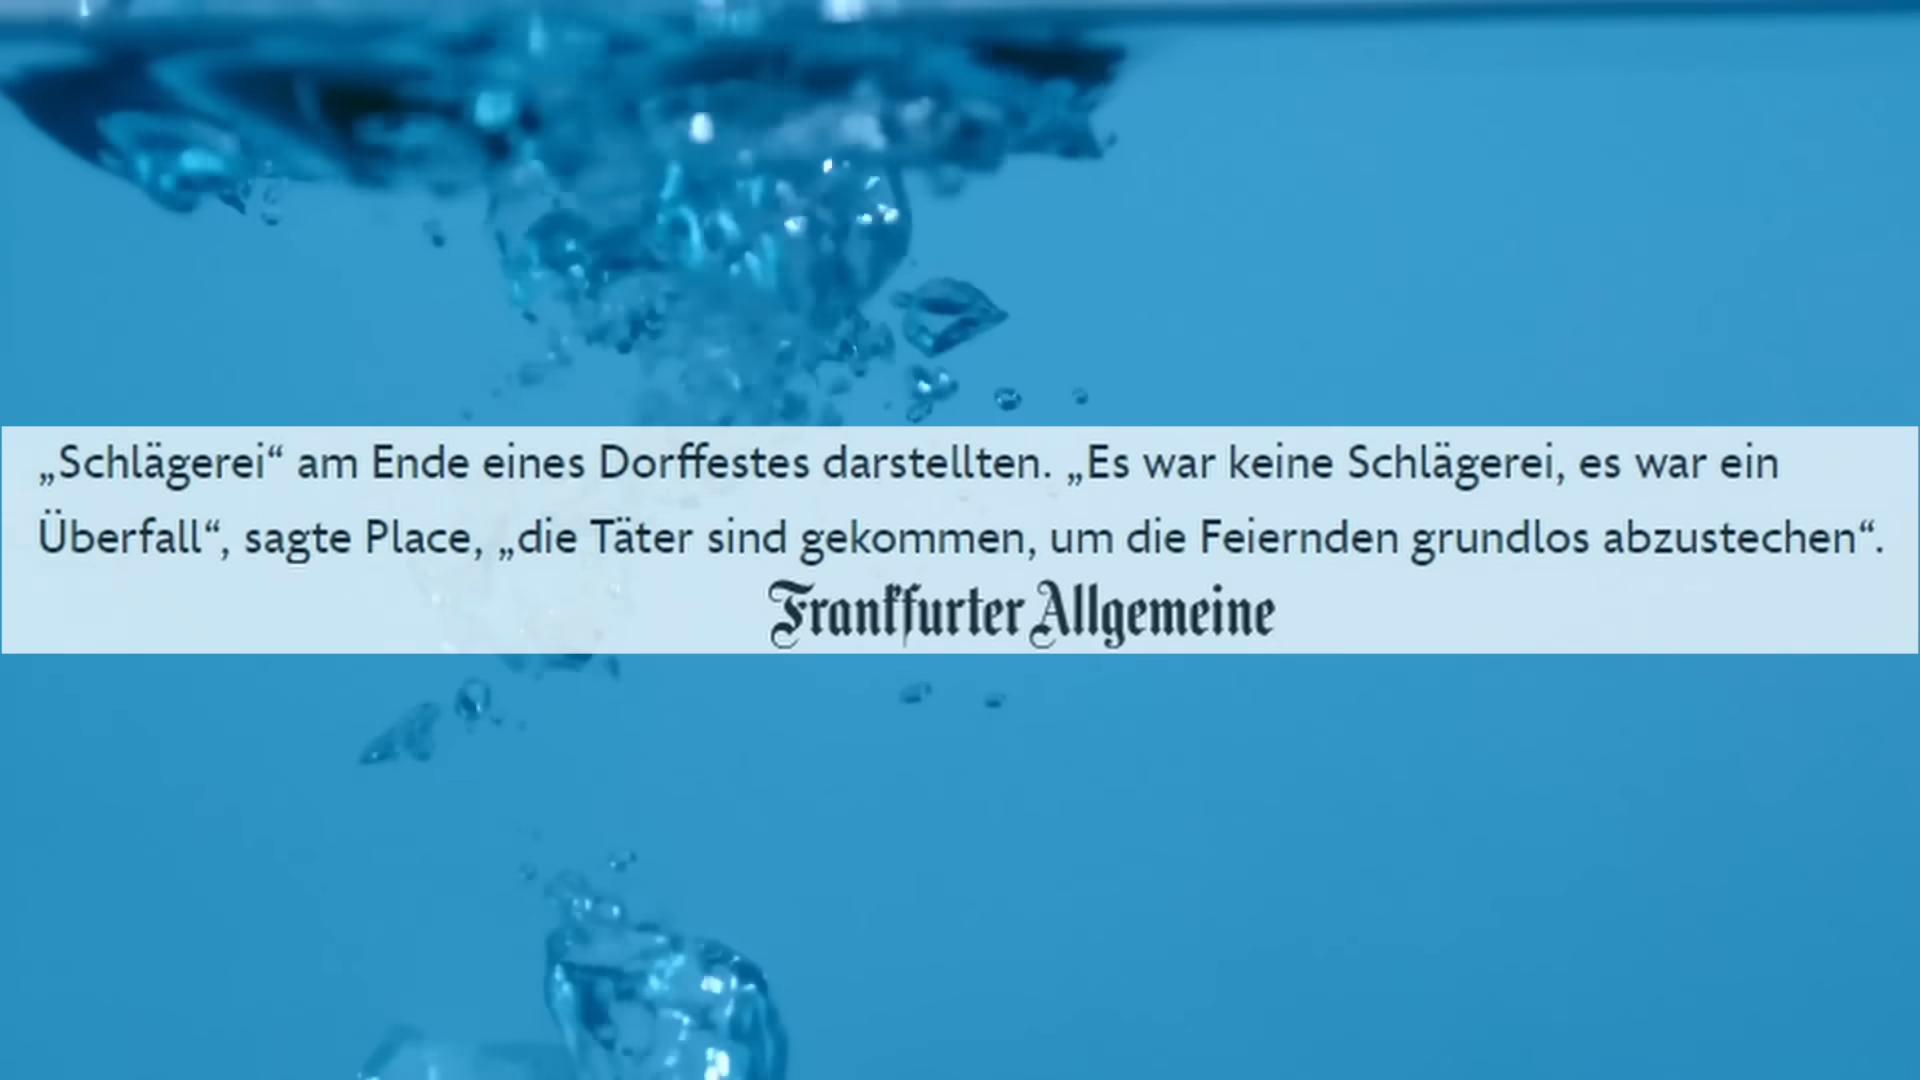 „Schlägerei“ am Ende eines Dorffestes darstellten. „Es war keine Schlägerei, es war ein
Überfall“, sagte Place, „die Täter sind gekommen, um die Feiernden grundlos abzustechen“.
Frankfurter Allgemeine